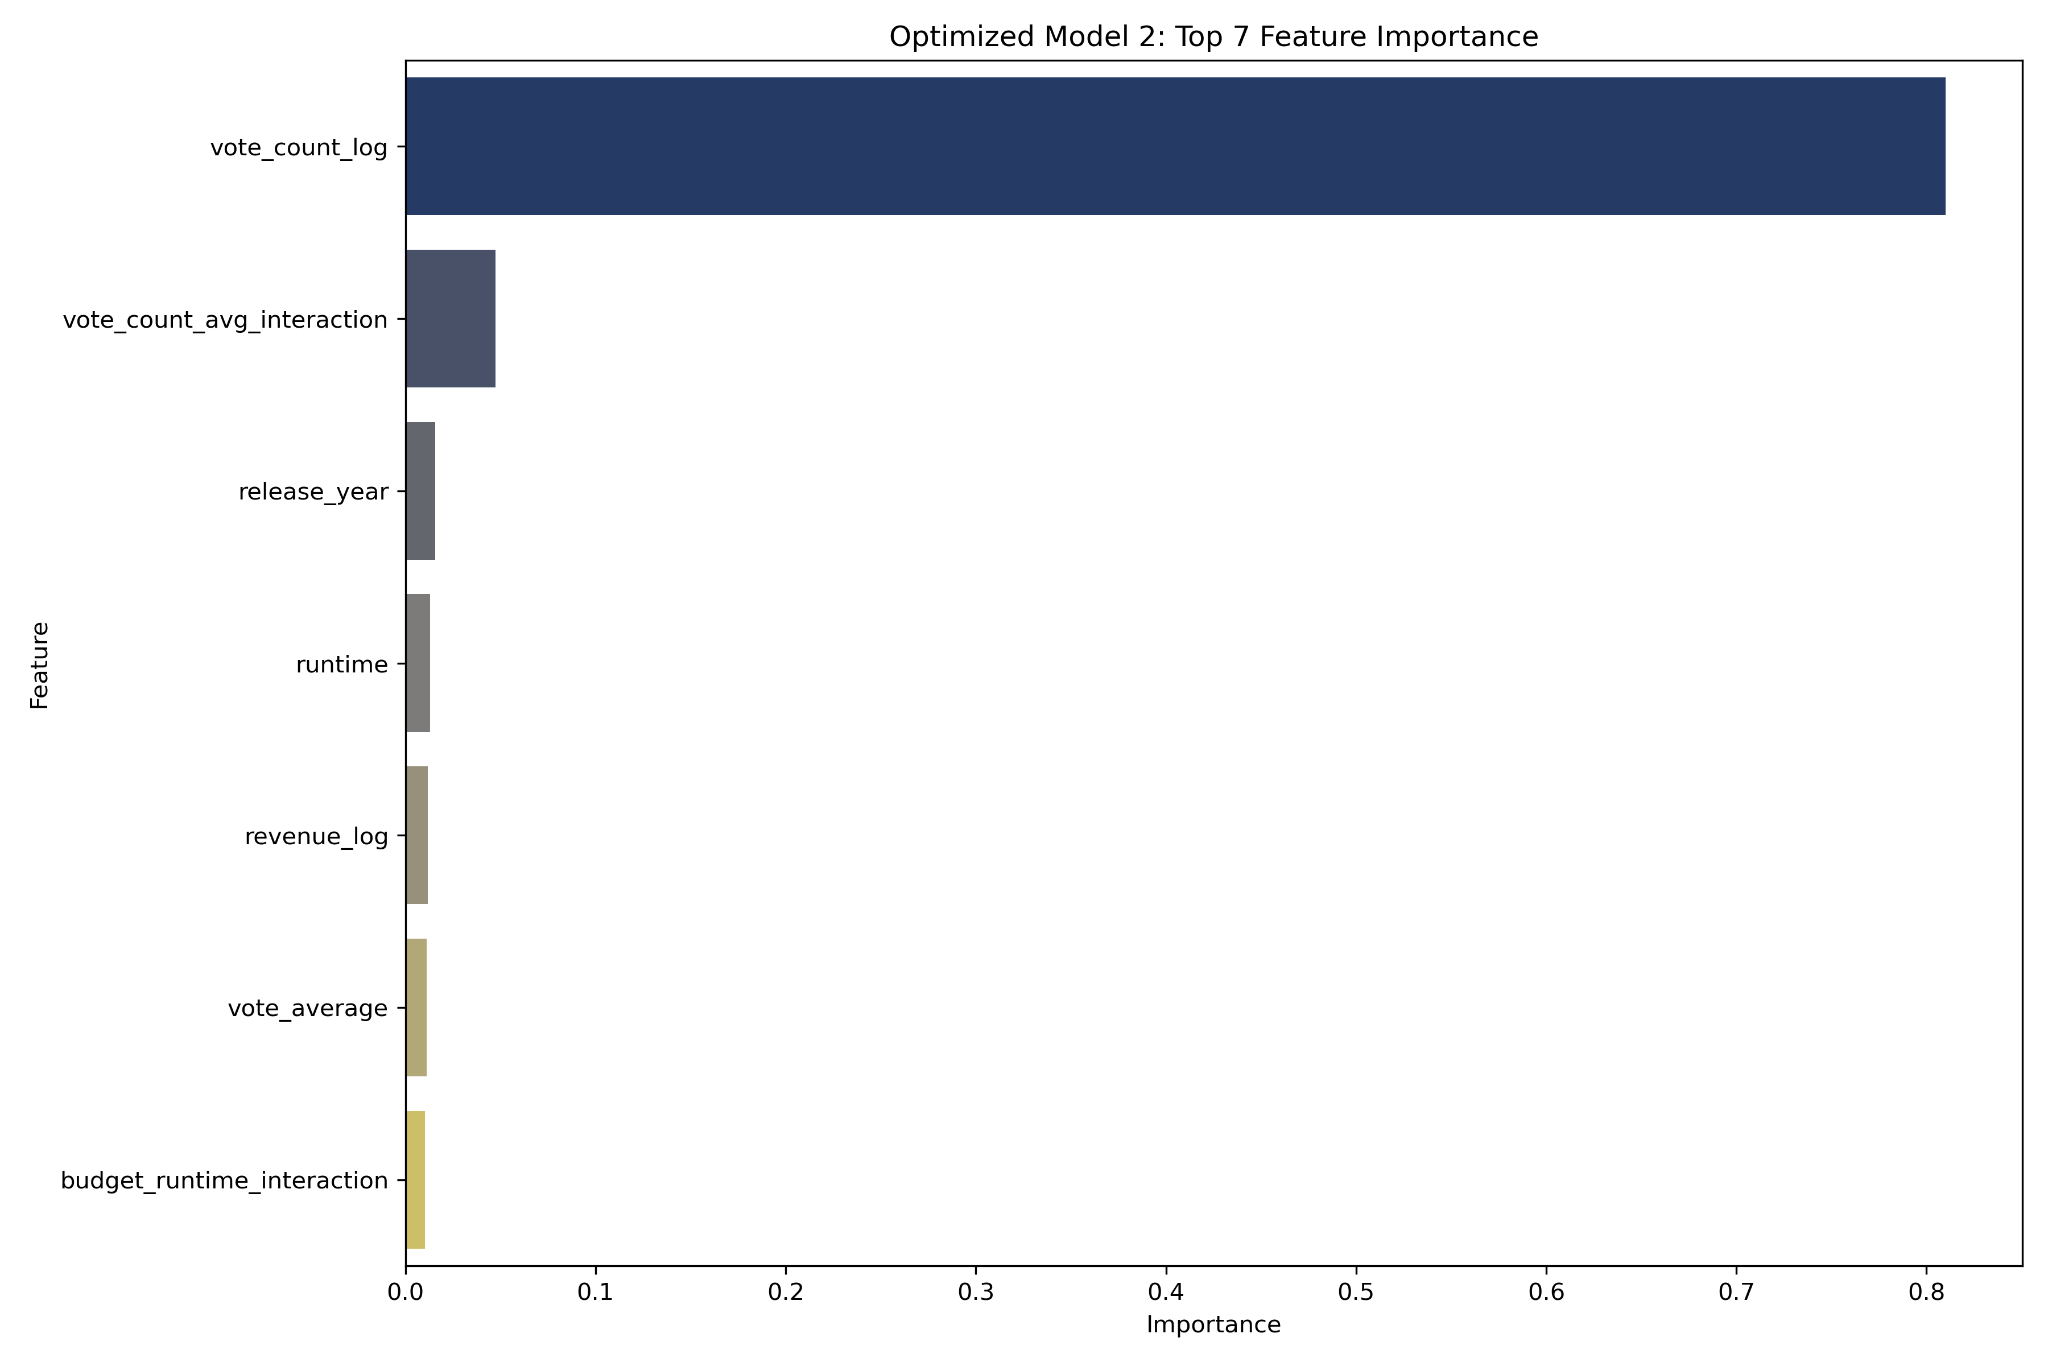 Optimized Model 2: Top 7 Feature Importance
vote_count_log
vote_count_avg_interaction
release_year
runtime
revenue_log
vote_average
budget_runtime_interaction
Feature
0.0 0.1 0.2 0.3 0.4 0.5 0.6 0.7 0.8
Importance